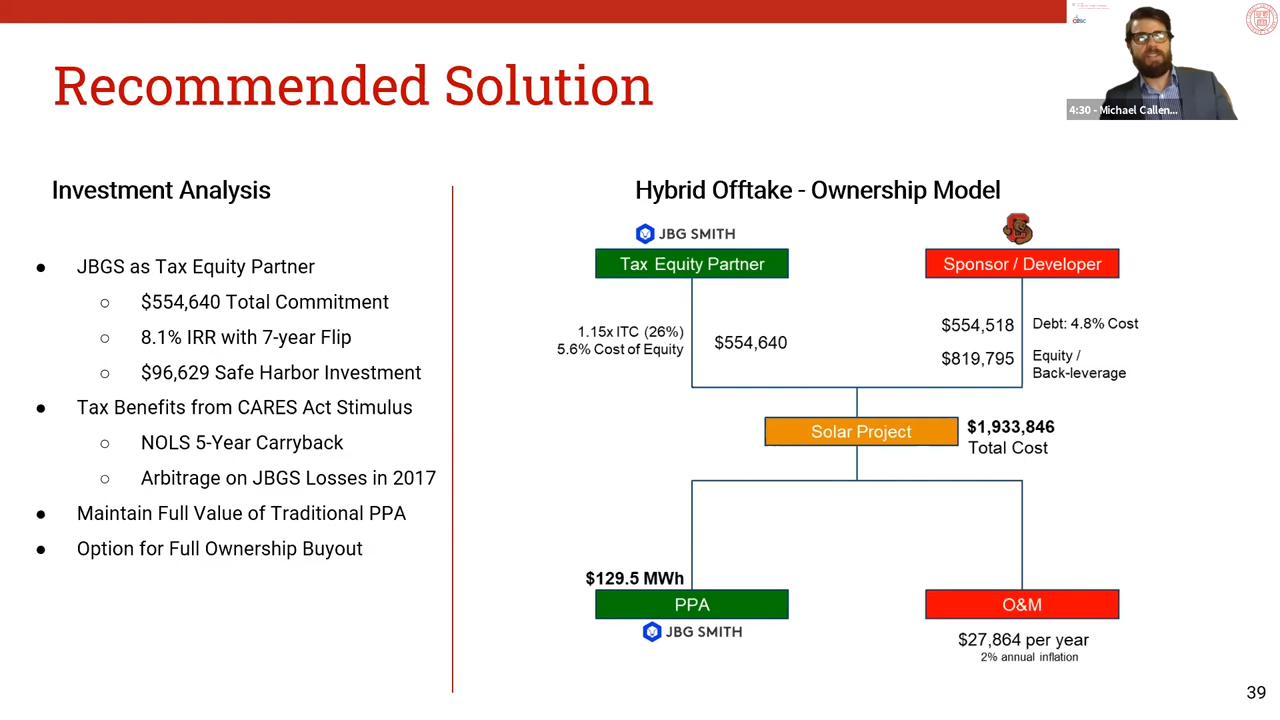 Recommended Solution
4:30 - Michael Callen...
Investment Analysis
● JBGS as Tax Equity Partner
○ $554,640 Total Commitment
○ 8.1% IRR with 7-year Flip
○ $96,629 Safe Harbor Investment
● Tax Benefits from CARES Act Stimulus
○ NOLS 5-Year Carryback
○ Arbitrage on JBGS Losses in 2017
● Maintain Full Value of Traditional PPA
● Option for Full Ownership Buyout
Hybrid Offtake - Ownership Model
JBG SMITH
Tax Equity Partner
Sponsor / Developer
1.15x ITC (26%)
5.6% Cost of Equity
$554,640
$554,518
Debt: 4.8% Cost
$819,795
Equity /
Back-leverage
Solar Project
$1,933,846
Total Cost
$129.5 MWh
PPA
JBG SMITH
O&M
$27,864 per year
2% annual inflation
39